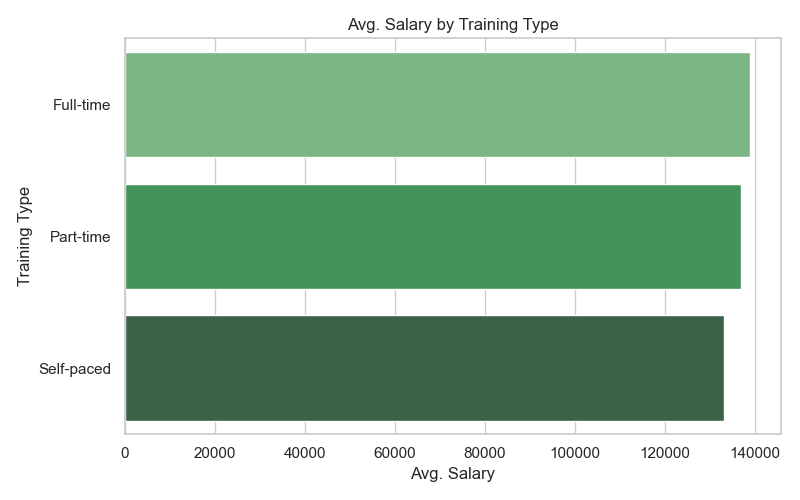 Avg. Salary by Training Type
Training Type
Full-time
Part-time
Self-paced
0 20000 40000 60000 80000 100000 120000 140000
Avg. Salary